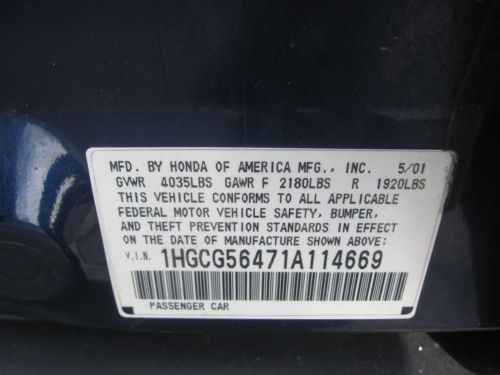 MFD. BY HONDA OF AMERICA MFG., INC. 5/01
GVWR 4035LBS GAWR F 2180LBS R 1920LBS
THIS VEHICLE CONFORMS TO ALL APPLICABLE
FEDERAL MOTOR VEHICLE SAFETY, BUMPER,
AND THEFT PREVENTION STANDARDS IN EFFECT
ON THE DATE OF MANUFACTURE SHOWN ABOVE:
V.I.N. 1HGCG56471A114669
PASSENGER CAR